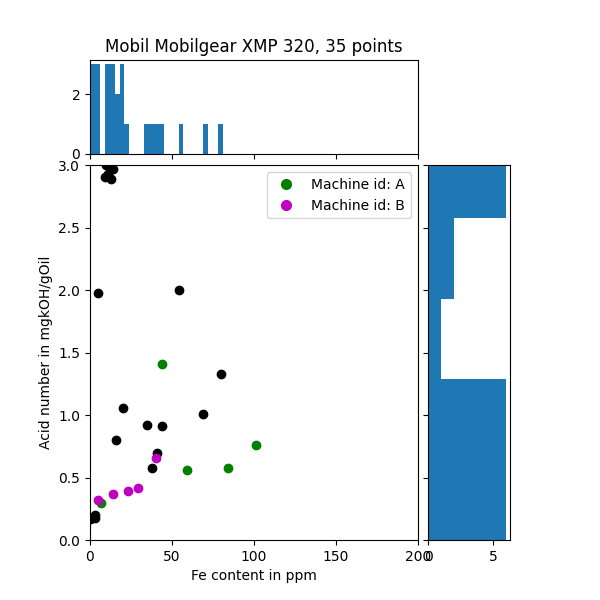 Mobil Mobilgear XMP 320, 35 points
2
0
3.0
2.5
2.0
1.5
1.0
0.5
0.0
Acid number in mgkOH/gOil
Machine id: A
Machine id: B
0 50 100 150 200
0 5
Fe content in ppm